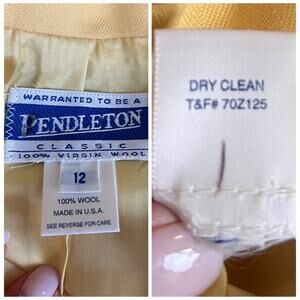 WARRANTED TO BE A
PENDLETON
CLASSIC
100% VIRGIN WOOL
12
100% WOOL
MADE IN U.S.A.
SEE REVERSE FOR CARE
DRY CLEAN
T&F# 70Z125